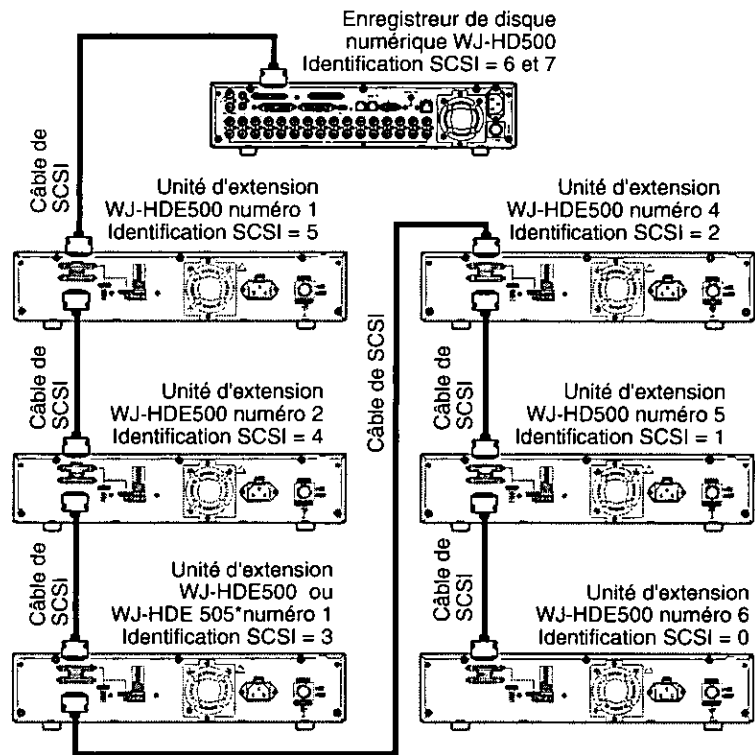 Enregistreur de disque
numérique WJ-HD500
Identification SCSI = 6 et 7
Câble de
SCSI
Unité d'extension
WJ-HDE500 numéro 1
Identification SCSI = 5
Câble de
SCSI
Unité d'extension
WJ-HDE500 numéro 2
Identification SCSI = 4
Câble de
SCSI
Unité d'extension
WJ-HDE500 ou
WJ-HDE 505*numéro 1
Identification SCSI = 3
Câble de SCSI
Unité d'extension
WJ-HDE500 numéro 4
Identification SCSI = 2
Câble de
SCSI
Unité d'extension
WJ-HD500 numéro 5
Identification SCSI = 1
Câble de
SCSI
Unité d'extension
WJ-HDE500 numéro 6
Identification SCSI = 0